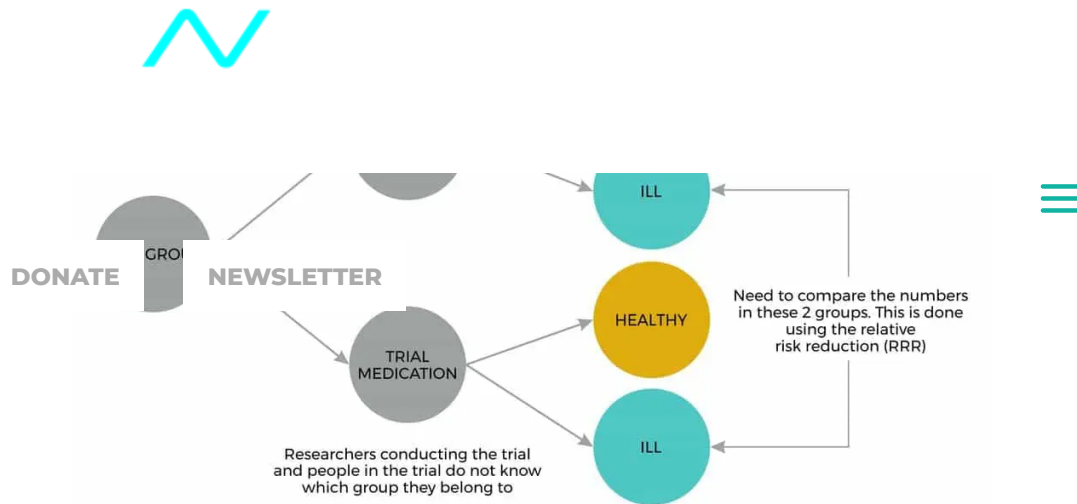 ILL
DONATE
NEWSLETTER
HEALTHY
Need to compare the numbers
in these 2 groups. This is done
using the relative
risk reduction (RRR)
TRIAL
MEDICATION
ILL
Researchers conducting the trial
and people in the trial do not know
which group they belong to